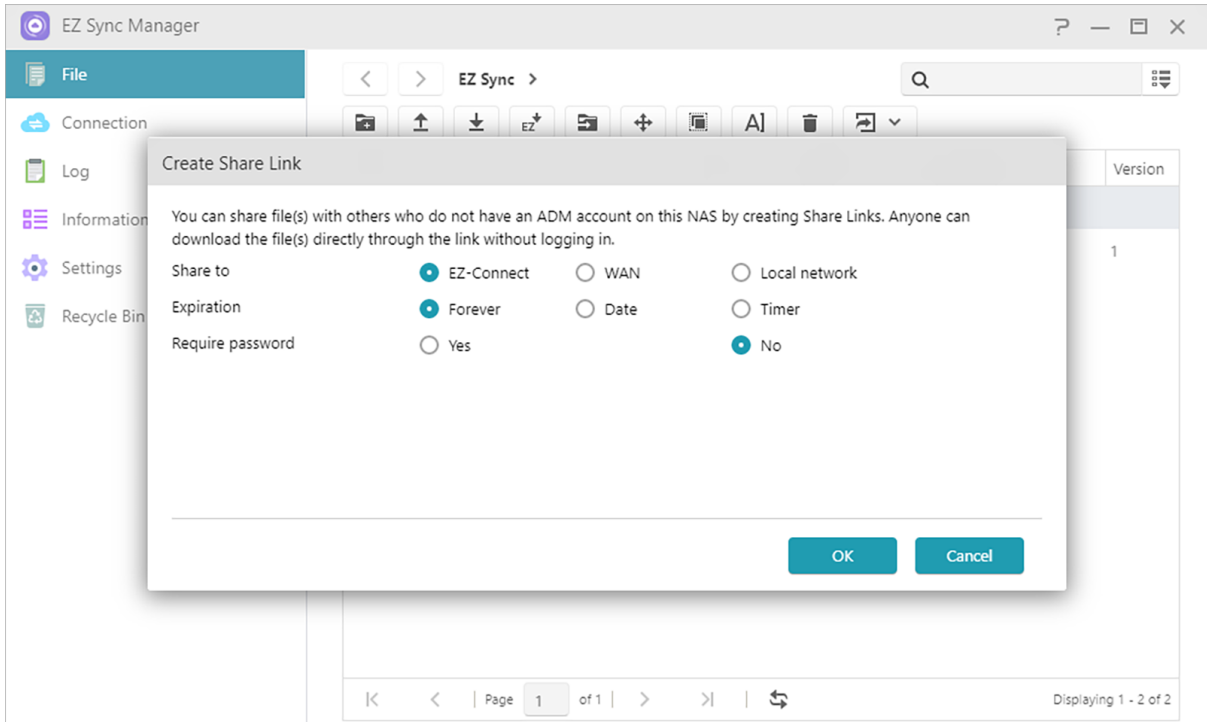 EZ Sync Manager
File
Connection
Log
Information
Settings
Recycle Bin
EZ Sync
EZ
A]
Version
1
Create Share Link
You can share file(s) with others who do not have an ADM account on this NAS by creating Share Links. Anyone can
download the file(s) directly through the link without logging in.
Share to EZ-Connect WAN Local network
Expiration Forever Date Timer
Require password Yes No
OK Cancel
Page 1 of 1 Displaying 1 - 2 of 2